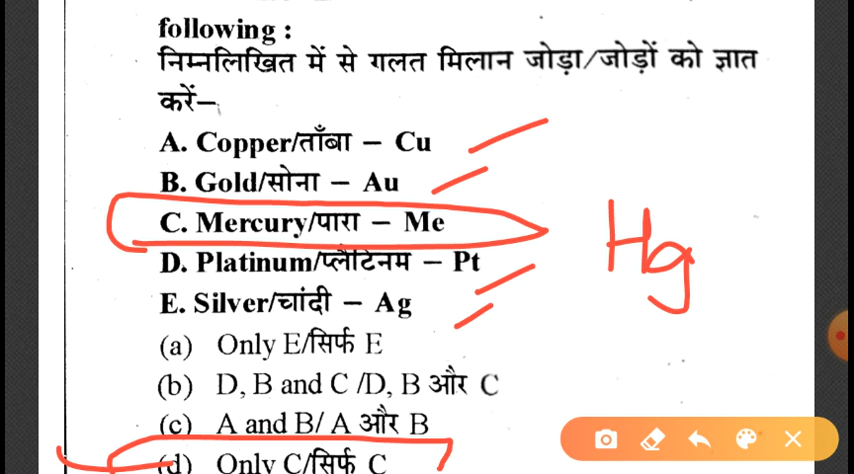 following :
निम्नलिखित में से गलत मिलान जोड़ा/जोड़ों को ज्ञात
करें–
A. Copper/ताँबा – Cu
B. Gold/सोना – Au
C. Mercury/पारा – Me
Hg
D. Platinum/प्लैटिनम – Pt
E. Silver/चांदी – Ag
(a) Only E/सिर्फ E
(b) D, B and C /D, B और C
(c) A and B/ A और B
(d) Only C/सिर्फ C